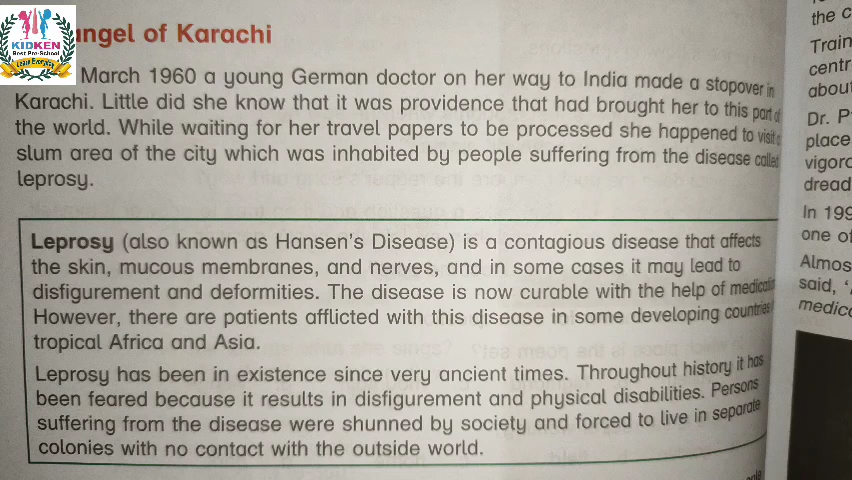 KIDKEN
Best Pre-School
Learn Everyday
angel of Karachi
March 1960 a young German doctor on her way to India made a stopover in
Karachi. Little did she know that it was providence that had brought her to this part of
the world. While waiting for her travel papers to be processed she happened to visit a
slum area of the city which was inhabited by people suffering from the disease called
leprosy.
Leprosy (also known as Hansen's Disease) is a contagious disease that affects
the skin, mucous membranes, and nerves, and in some cases it may lead to
disfigurement and deformities. The disease is now curable with the help of medication
However, there are patients afflicted with this disease in some developing countries
tropical Africa and Asia.
Leprosy has been in existence since very ancient times. Throughout history it has
been feared because it results in disfigurement and physical disabilities. Persons
suffering from the disease were shunned by society and forced to live in separate
colonies with no contact with the outside world.
the c
Train
centr
about
Dr. P
place
vigoro
dread
In 199
one of
Almos
said, 'A
medica